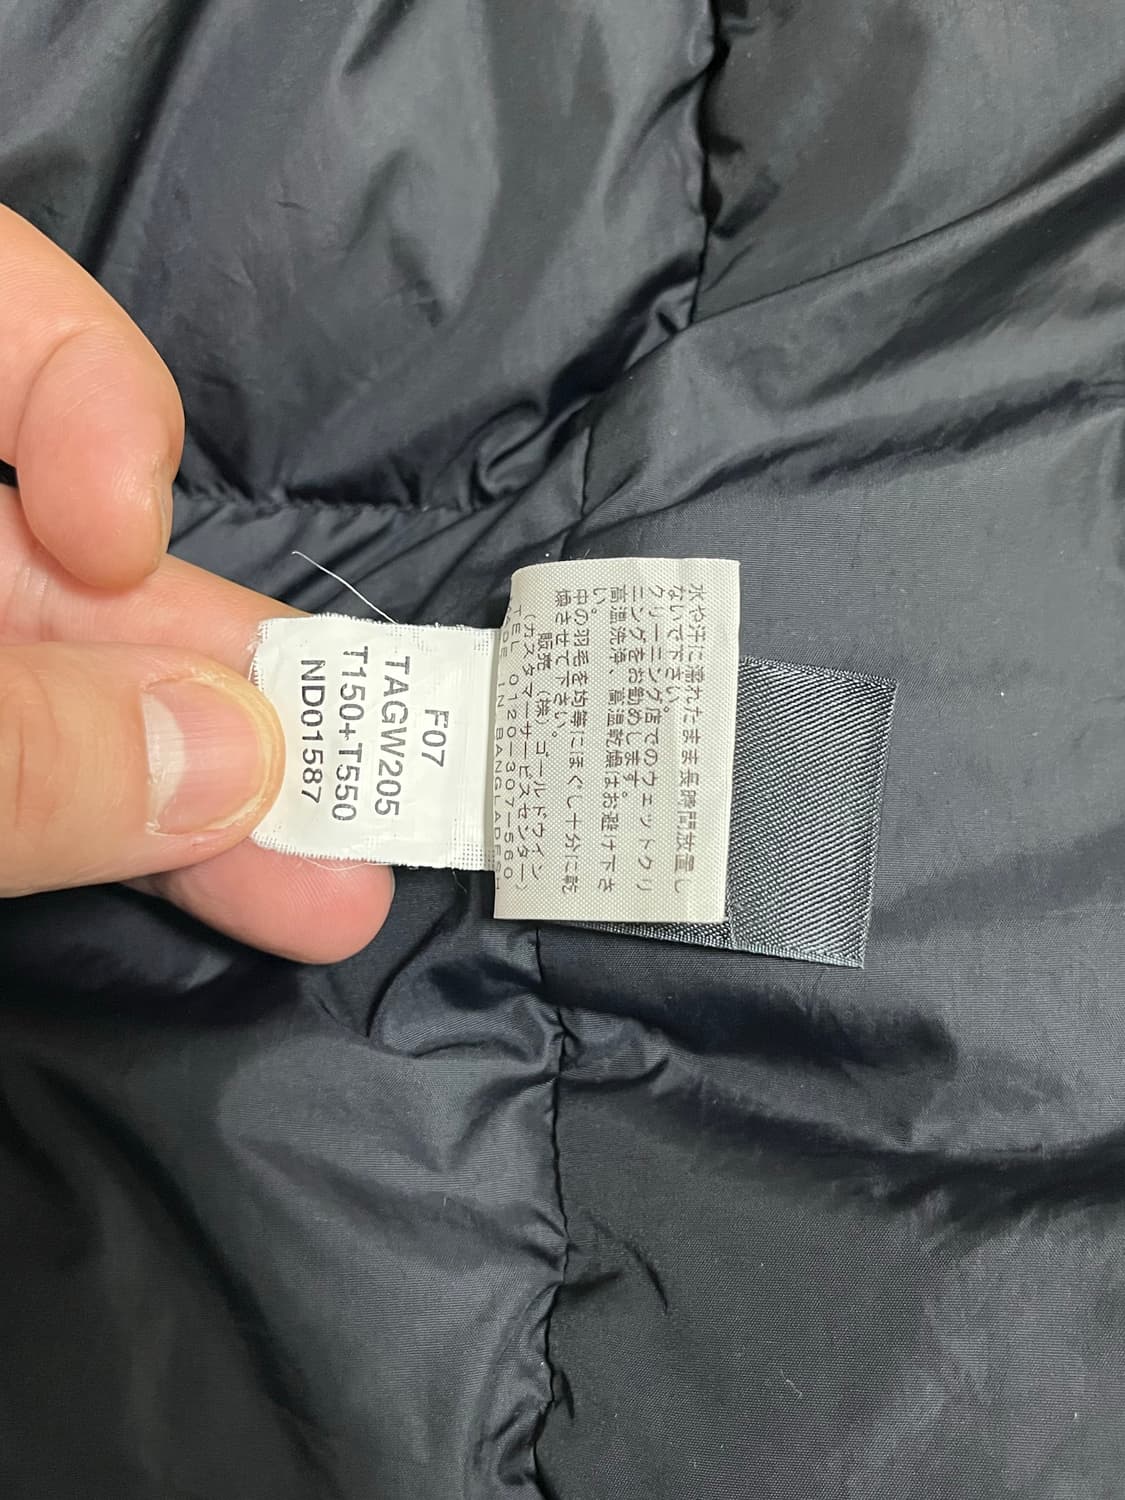 F07
TAGW205
T150+T550
ND01587
水や汗に濡れたまま長時間放置し
ないで下さい。
クリーニング店でのウェットクリ
ーニングをお勧めします。
高温洗浄、高温乾燥はお避け下さ
い。
中の羽毛を均等にほぐし十分に乾
燥させて下さい。
販売 (株) ゴールドウイン
(カスタマーサービスセンター)
TEL 0120-307-560
MADE IN BANGLADESH